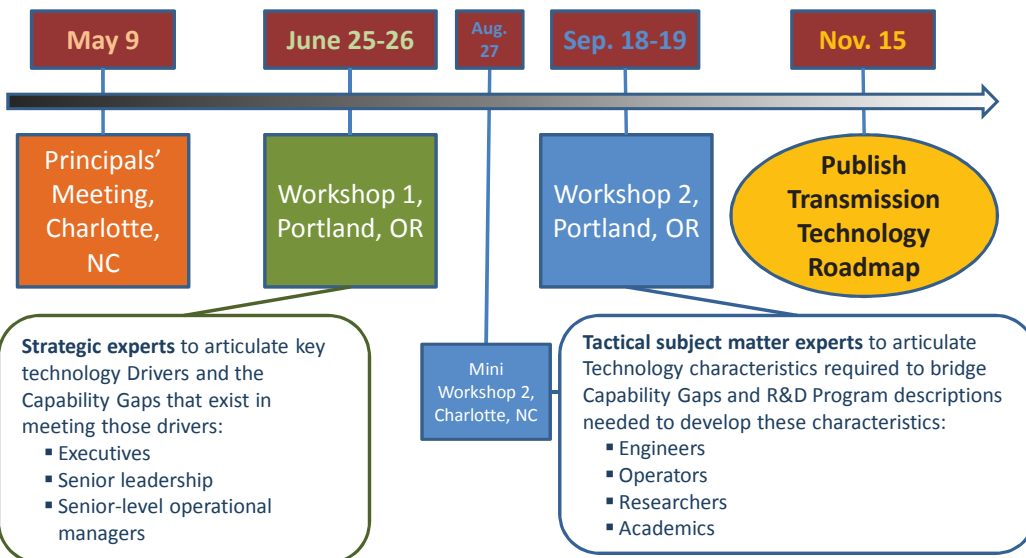 May 9
June 25-26
Aug.
27
Sep. 18-19
Nov. 15
Principals’
Meeting,
Charlotte,
NC
Workshop 1,
Portland, OR
Workshop 2,
Portland, OR
Publish
Transmission
Technology
Roadmap
Strategic experts to articulate key
technology Drivers and the
Capability Gaps that exist in
meeting those drivers:
▪ Executives
▪ Senior leadership
▪ Senior-level operational
managers
Mini
Workshop 2,
Charlotte, NC
Tactical subject matter experts to articulate
Technology characteristics required to bridge
Capability Gaps and R&D Program descriptions
needed to develop these characteristics:
▪ Engineers
▪ Operators
▪ Researchers
▪ Academics